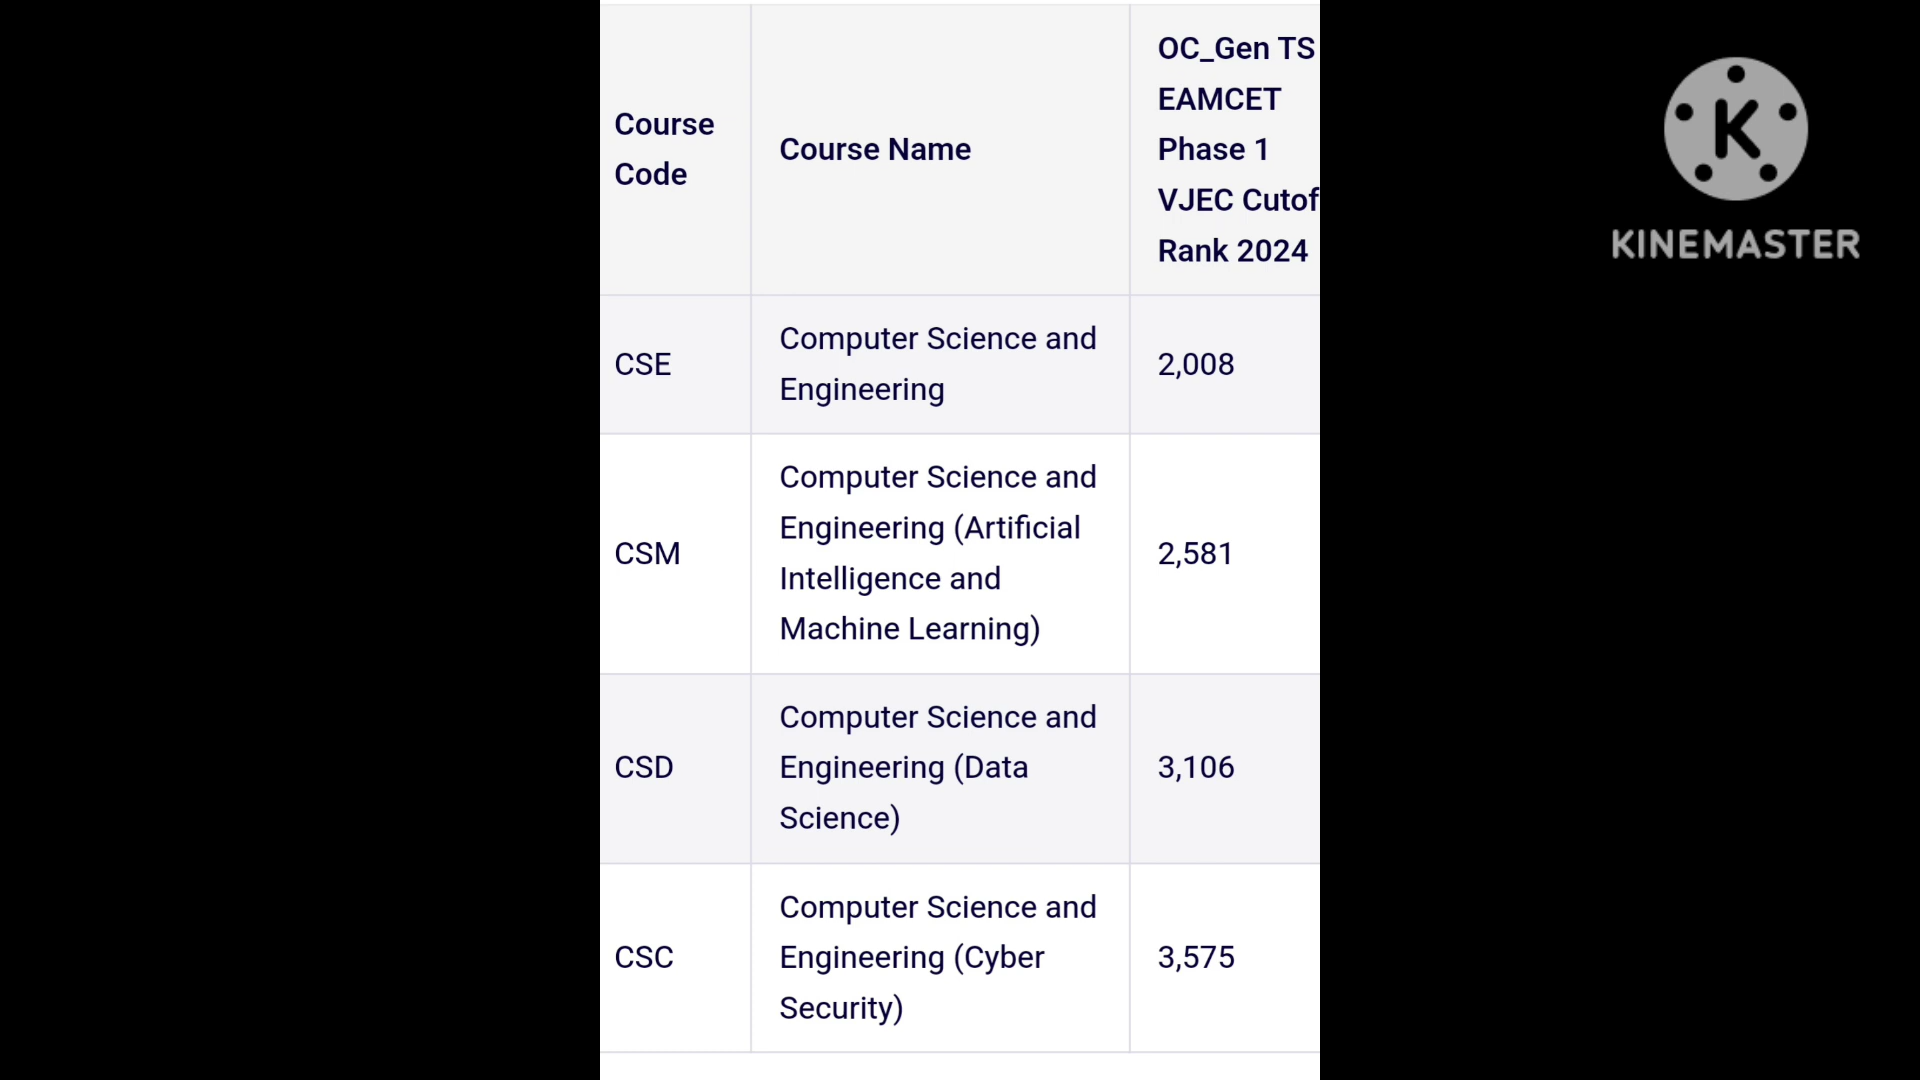 Course
Code
Course Name
OC_Gen TS
EAMCET
Phase 1
VJEC Cutof
Rank 2024
CSE
Computer Science and
Engineering
2,008
CSM
Computer Science and
Engineering (Artificial
Intelligence and
Machine Learning)
2,581
CSD
Computer Science and
Engineering (Data
Science)
3,106
CSC
Computer Science and
Engineering (Cyber
Security)
3,575
K
KINEMASTER